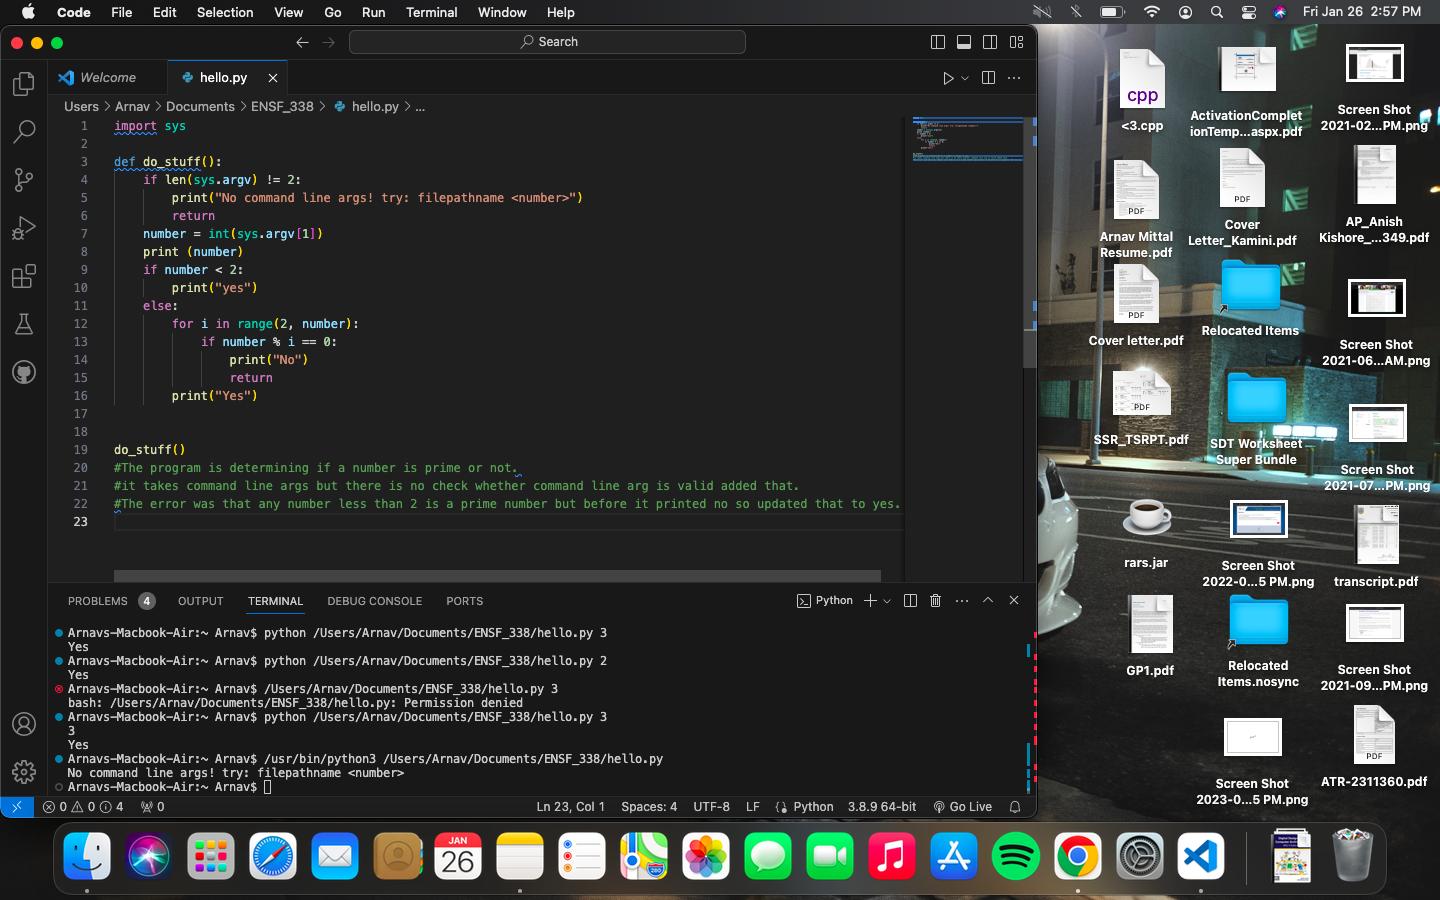 Code File Edit Selection View Go Run Terminal Window Help Fri Jan 26 2:57 PM
Search
Welcome hello.py
Users > Arnav > Documents > ENSF_338 > hello.py > ...
1 import sys
2
3 def do_stuff():
4 if len(sys.argv) != 2:
5 print("No command line args! try: filepathname <number>")
6 return
7 number = int(sys.argv[1])
8 print (number)
9 if number < 2:
10 print("yes")
11 else:
12 for i in range(2, number):
13 if number % i == 0:
14 print("No")
15 return
16 print("Yes")
17
18
19 do_stuff()
20 #The program is determining if a number is prime or not.
21 #it takes command line args but there is no check whether command line arg is valid added that.
22 #The error was that any number less than 2 is a prime number but before it printed no so updated that to yes.
23
PROBLEMS 4 OUTPUT TERMINAL DEBUG CONSOLE PORTS Python
Arnavs-Macbook-Air:~ Arnav$ python /Users/Arnav/Documents/ENSF_338/hello.py 3
Yes
Arnavs-Macbook-Air:~ Arnav$ python /Users/Arnav/Documents/ENSF_338/hello.py 2
Yes
Arnavs-Macbook-Air:~ Arnav$ /Users/Arnav/Documents/ENSF_338/hello.py 3
bash: /Users/Arnav/Documents/ENSF_338/hello.py: Permission denied
Arnavs-Macbook-Air:~ Arnav$ python /Users/Arnav/Documents/ENSF_338/hello.py 3
3
Yes
Arnavs-Macbook-Air:~ Arnav$ /usr/bin/python3 /Users/Arnav/Documents/ENSF_338/hello.py
No command line args! try: filepathname <number>
Arnavs-Macbook-Air:~ Arnav$
0 0 4 0 Ln 23, Col 1 Spaces: 4 UTF-8 LF Python 3.8.9 64-bit Go Live
cpp
<3.cpp
ActivationComplet
ionTemp...aspx.pdf
Screen Shot
2021-02...PM.png
PDF
Arnav Mittal
Resume.pdf
PDF
Cover
Letter_Kamini.pdf
AP_Anish
Kishore_...349.pdf
PDF
Cover letter.pdf
Relocated Items
Screen Shot
2021-06...AM.png
PDF
SSR_TSRPT.pdf
SDT Worksheet
Super Bundle
Screen Shot
2021-07...PM.png
rars.jar
Screen Shot
2022-0...5 PM.png
transcript.pdf
GP1.pdf
Relocated
Items.nosync
Screen Shot
2021-09...PM.png
Screen Shot
2023-0...5 PM.png
PDF
ATR-2311360.pdf
JAN
26
280